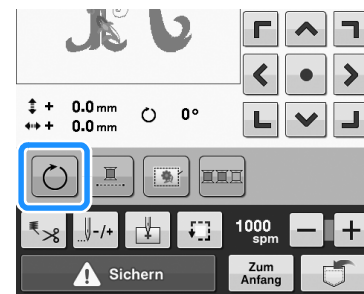 + 0.0 mm
+ 0.0 mm
0°
-/+
1000
spm
- +
Sichern
Zum
Anfang